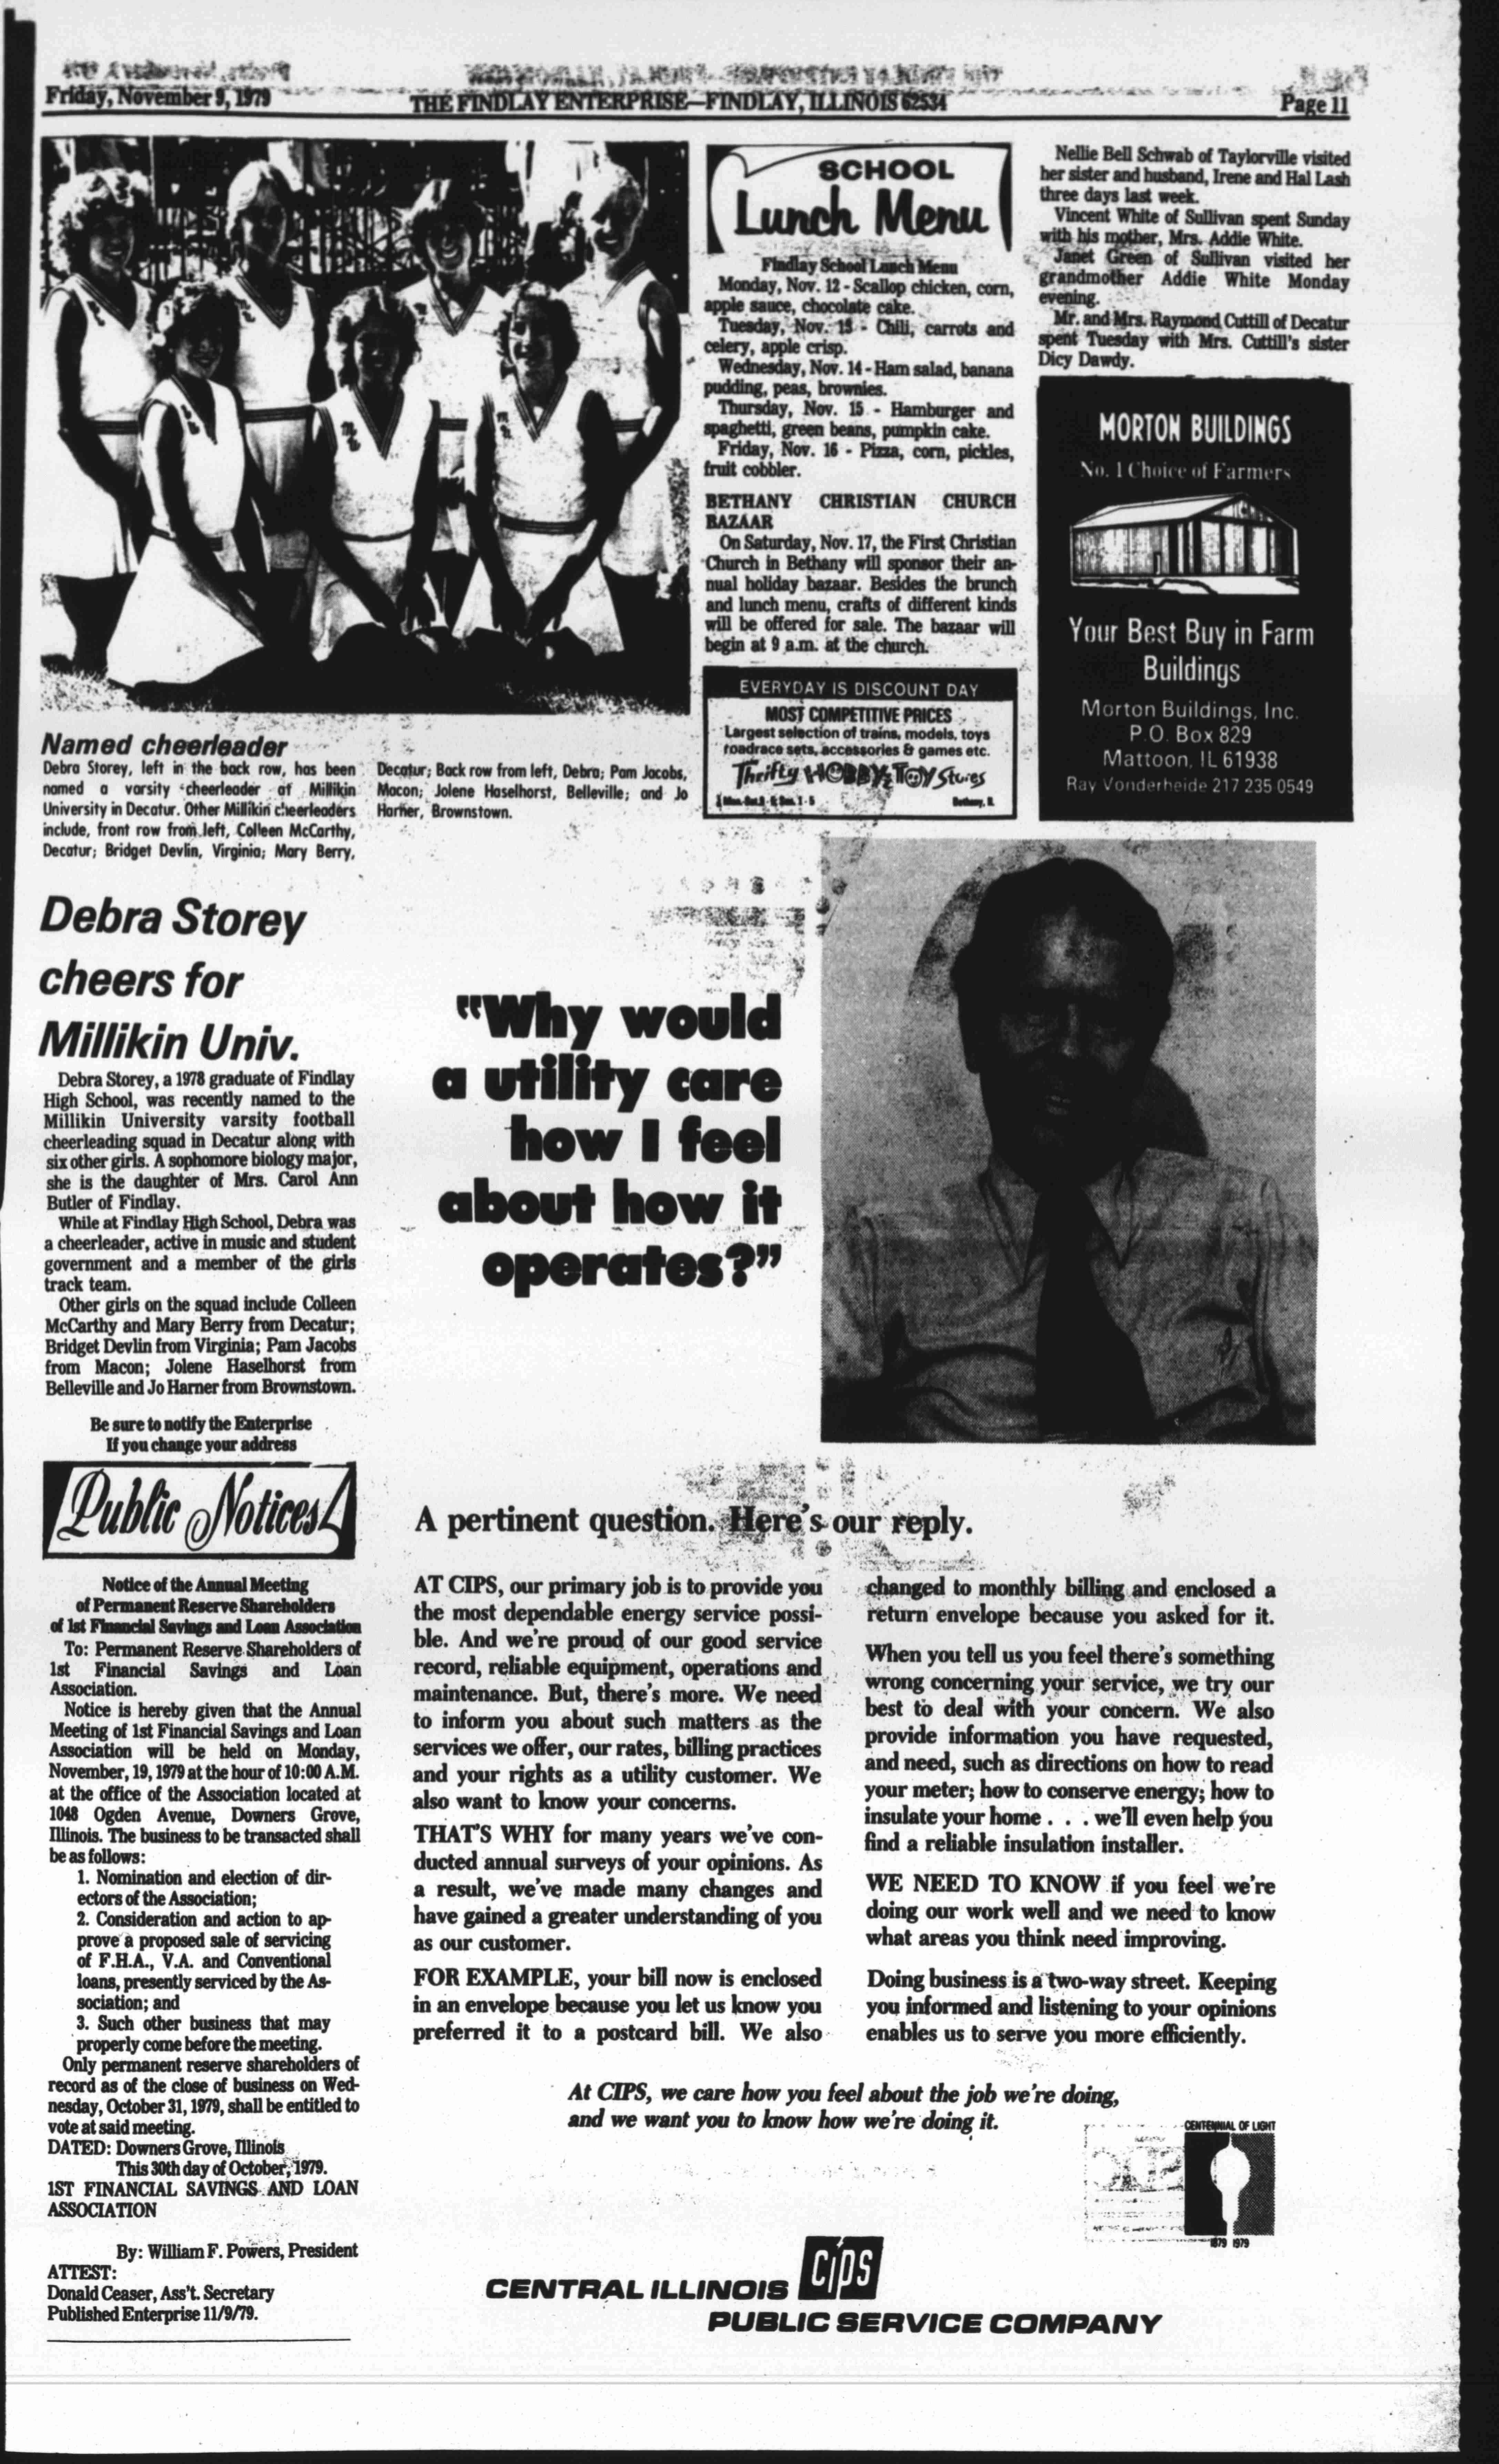 Friday, November 9, 1979
THE FINDLAY ENTERPRISE—FINDLAY, ILLINOIS 62534
Page 11
Named cheerleader
Debra Storey, left in the back row, has been
named a varsity cheerleader at Millikin
University in Decatur. Other Millikin cheerleaders
include, front row from left, Colleen McCarthy,
Decatur; Bridget Devlin, Virginia; Mary Berry,
Decatur; Back row from left, Debra; Pam Jacobs,
Macon; Jolene Haselhorst, Belleville; and Jo
Harner, Brownstown.
Debra Storey
cheers for
Millikin Univ.
Debra Storey, a 1978 graduate of Findlay
High School, was recently named to the
Millikin University varsity football
cheerleading squad in Decatur along with
six other girls. A sophomore biology major,
she is the daughter of Mrs. Carol Ann
Butler of Findlay.
While at Findlay High School, Debra was
a cheerleader, active in music and student
government and a member of the girls
track team.
Other girls on the squad include Colleen
McCarthy and Mary Berry from Decatur;
Bridget Devlin from Virginia; Pam Jacobs
from Macon; Jolene Haselhorst from
Belleville and Jo Harner from Brownstown.
Be sure to notify the Enterprise
If you change your address
Public Notices
Notice of the Annual Meeting
of Permanent Reserve Shareholders
of 1st Financial Savings and Loan Association
To: Permanent Reserve Shareholders of
1st Financial Savings and Loan
Association.
Notice is hereby given that the Annual
Meeting of 1st Financial Savings and Loan
Association will be held on Monday,
November, 19, 1979 at the hour of 10:00 A.M.
at the office of the Association located at
1048 Ogden Avenue, Downers Grove,
Illinois. The business to be transacted shall
be as follows:
1. Nomination and election of dir-
ectors of the Association;
2. Consideration and action to ap-
prove a proposed sale of servicing
of F.H.A., V.A. and Conventional
loans, presently serviced by the As-
sociation; and
3. Such other business that may
properly come before the meeting.
Only permanent reserve shareholders of
record as of the close of business on Wed-
nesday, October 31, 1979, shall be entitled to
vote at said meeting.
DATED: Downers Grove, Illinois
This 30th day of October, 1979.
1ST FINANCIAL SAVINGS AND LOAN
ASSOCIATION
By: William F. Powers, President
ATTEST:
Donald Ceaser, Ass't. Secretary
Published Enterprise 11/9/79.
SCHOOL
Lunch Menu
Findlay School Lunch Menu
Monday, Nov. 12 - Scallop chicken, corn,
apple sauce, chocolate cake.
Tuesday, Nov. 13 - Chili, carrots and
celery, apple crisp.
Wednesday, Nov. 14 - Ham salad, banana
pudding, peas, brownies.
Thursday, Nov. 15 - Hamburger and
spaghetti, green beans, pumpkin cake.
Friday, Nov. 16 - Pizza, corn, pickles,
fruit cobbler.
BETHANY CHRISTIAN CHURCH
BAZAAR
On Saturday, Nov. 17, the First Christian
Church in Bethany will sponsor their an-
nual holiday bazaar. Besides the brunch
and lunch menu, crafts of different kinds
will be offered for sale. The bazaar will
begin at 9 a.m. at the church.
EVERYDAY IS DISCOUNT DAY
MOST COMPETITIVE PRICES
Largest selection of trains, models, toys
roadrace sets, accessories & games etc.
Thrifty HOBBY & TOY Stores
Bethany, Il.
Nellie Bell Schwab of Taylorville visited
her sister and husband, Irene and Hal Lash
three days last week.
Vincent White of Sullivan spent Sunday
with his mother, Mrs. Addie White.
Janet Green of Sullivan visited her
grandmother Addie White Monday
evening.
Mr. and Mrs. Raymond Cuttill of Decatur
spent Tuesday with Mrs. Cuttill's sister
Dicy Dawdy.
MORTON BUILDINGS
No. 1 Choice of Farmers
Your Best Buy in Farm
Buildings
Morton Buildings, Inc.
P.O. Box 829
Mattoon, IL 61938
Ray Vonderheide 217 235-0549
"Why would
a utility care
how I feel
about how it
operates?"
A pertinent question. Here's our reply.
AT CIPS, our primary job is to provide you
the most dependable energy service possi-
ble. And we're proud of our good service
record, reliable equipment, operations and
maintenance. But, there's more. We need
to inform you about such matters as the
services we offer, our rates, billing practices
and your rights as a utility customer. We
also want to know your concerns.
THAT'S WHY for many years we've con-
ducted annual surveys of your opinions. As
a result, we've made many changes and
have gained a greater understanding of you
as our customer.
FOR EXAMPLE, your bill now is enclosed
in an envelope because you let us know you
preferred it to a postcard bill. We also
changed to monthly billing and enclosed a
return envelope because you asked for it.
When you tell us you feel there's something
wrong concerning your service, we try our
best to deal with your concern. We also
provide information you have requested,
and need, such as directions on how to read
your meter; how to conserve energy; how to
insulate your home . . . we'll even help you
find a reliable insulation installer.
WE NEED TO KNOW if you feel we're
doing our work well and we need to know
what areas you think need improving.
Doing business is a two-way street. Keeping
you informed and listening to your opinions
enables us to serve you more efficiently.
At CIPS, we care how you feel about the job we're doing,
and we want you to know how we're doing it.
CENTENNIAL OF LIGHT
1879 1979
CENTRAL ILLINOIS CIPS
PUBLIC SERVICE COMPANY